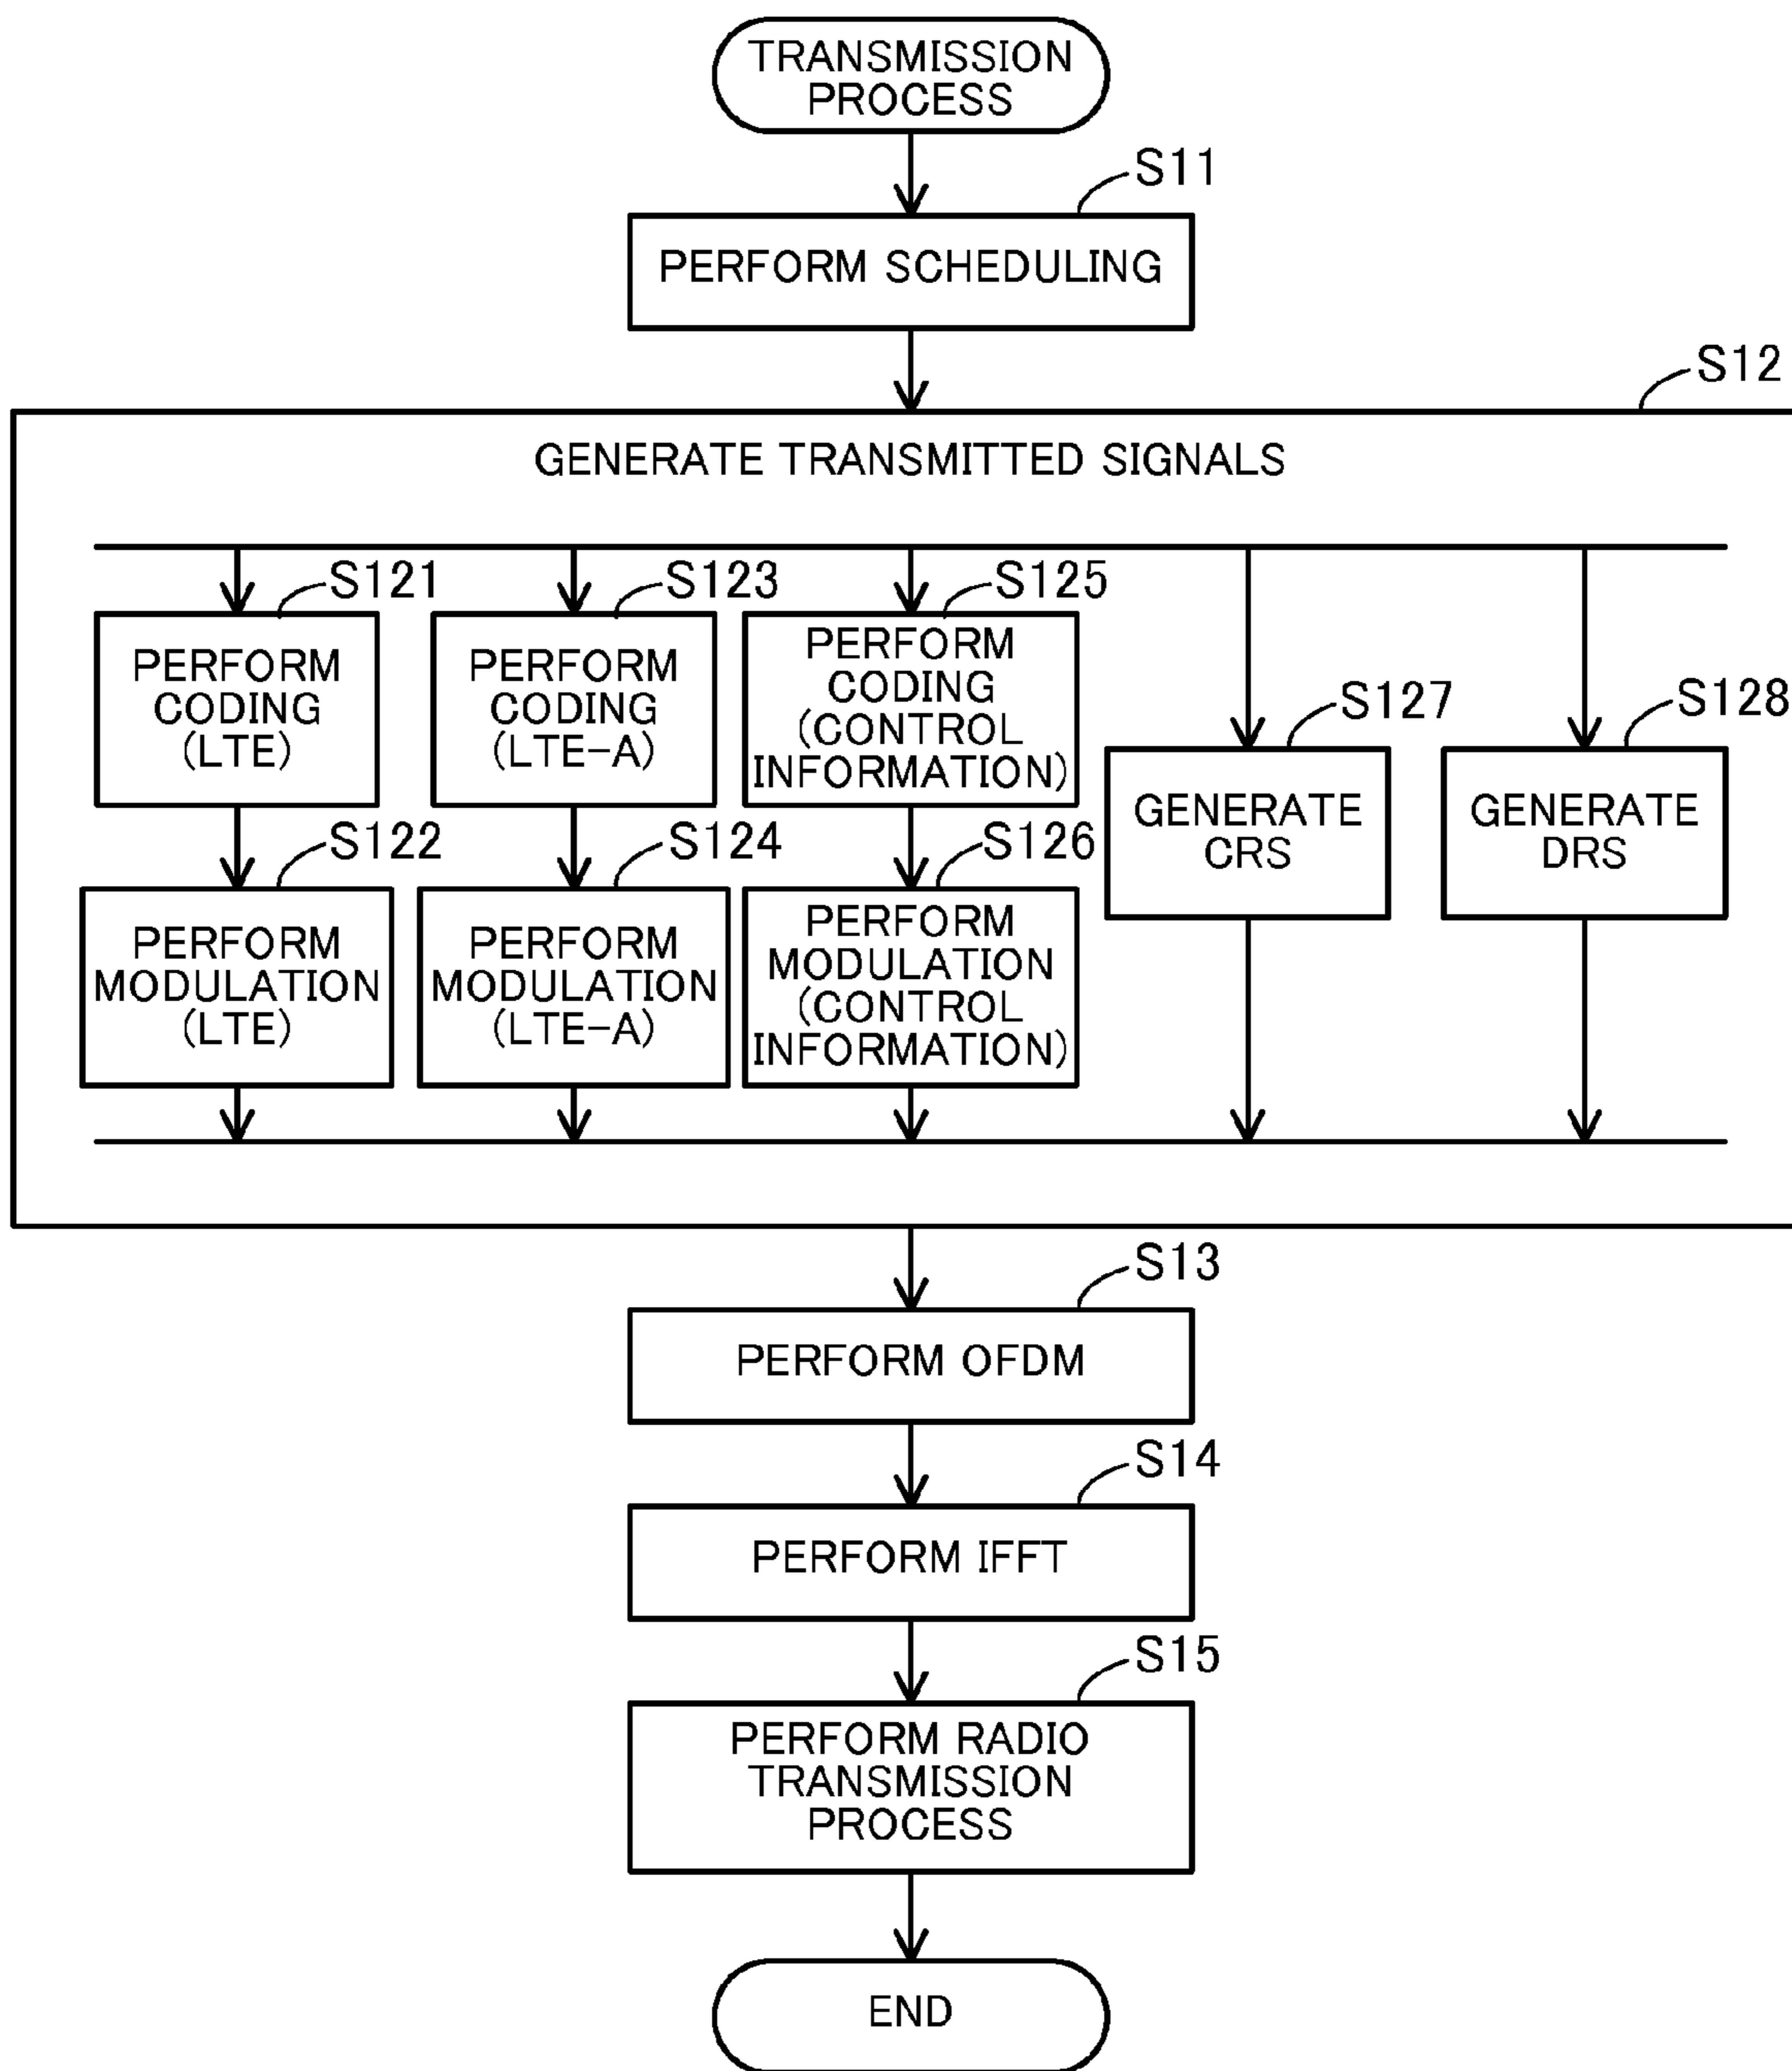 TRANSMISSION
PROCESS
S11
PERFORM SCHEDULING
S12
GENERATE TRANSMITTED SIGNALS
S121
PERFORM
CODING
(LTE)
S122
PERFORM
MODULATION
(LTE)
S123
PERFORM
CODING
(LTE-A)
S124
PERFORM
MODULATION
(LTE-A)
S125
PERFORM
CODING
(CONTROL
INFORMATION)
S126
PERFORM
MODULATION
(CONTROL
INFORMATION)
S127
GENERATE
CRS
S128
GENERATE
DRS
S13
PERFORM OFDM
S14
PERFORM IFFT
S15
PERFORM RADIO
TRANSMISSION
PROCESS
END